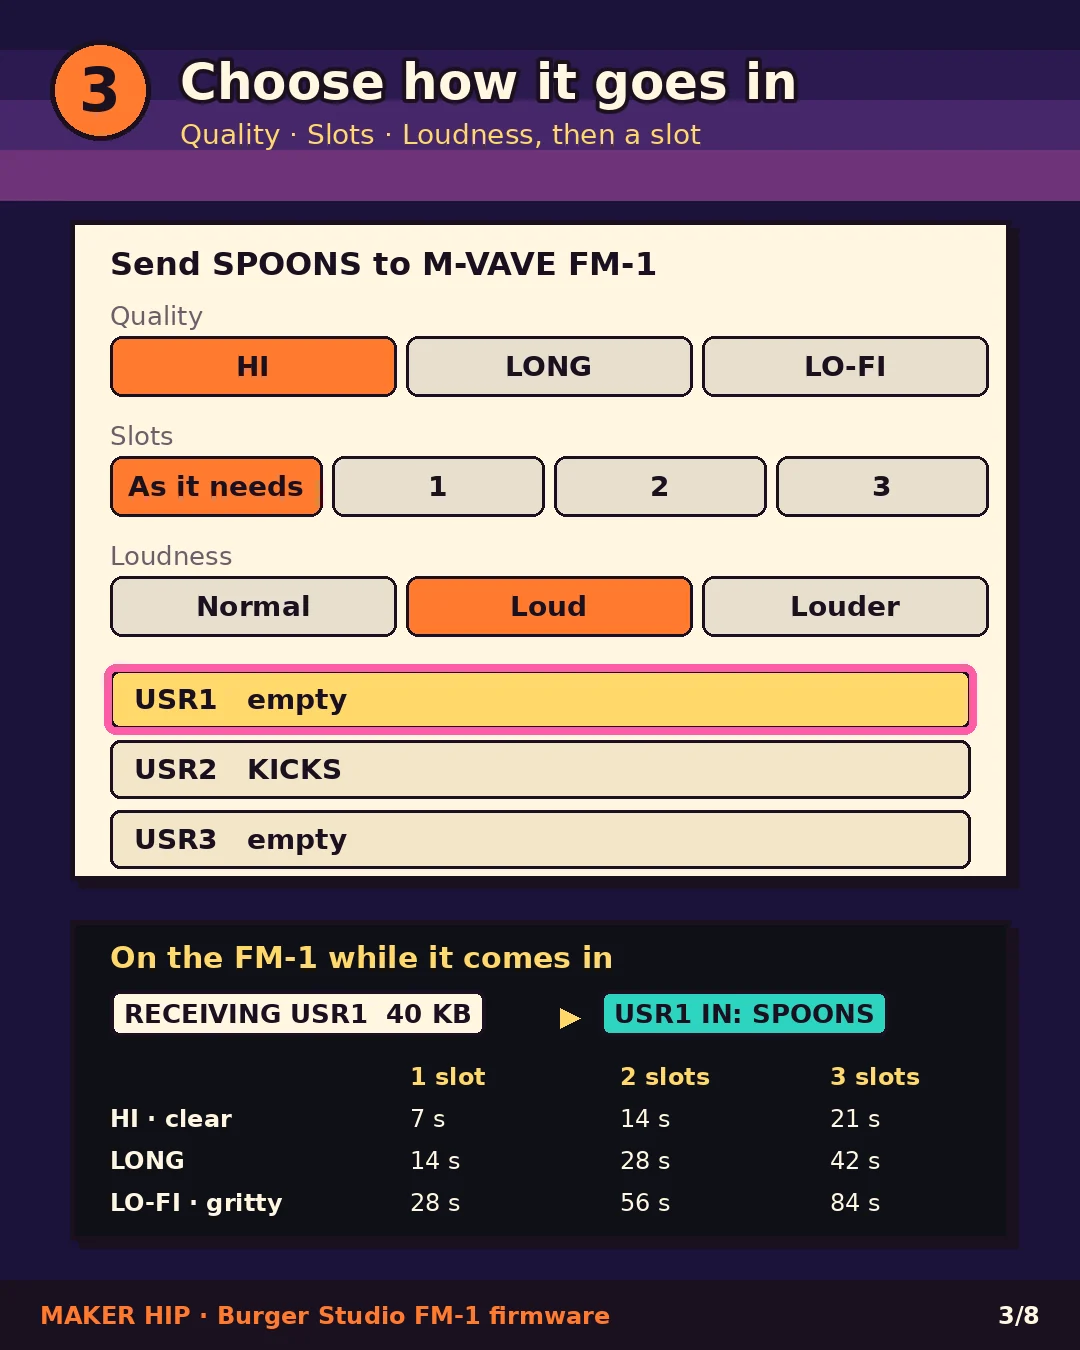 3
Choose how it goes in
Quality · Slots · Loudness, then a slot
Send SPOONS to M-VAVE FM-1
Quality
HI LONG LO-FI
Slots
As it needs 1 2 3
Loudness
Normal Loud Louder
USR1 empty
USR2 KICKS
USR3 empty
On the FM-1 while it comes in
RECEIVING USR1 40 KB ▶ USR1 IN: SPOONS
1 slot 2 slots 3 slots
HI · clear 7 s 14 s 21 s
LONG 14 s 28 s 42 s
LO-FI · gritty 28 s 56 s 84 s
MAKER HIP · Burger Studio FM-1 firmware 3/8